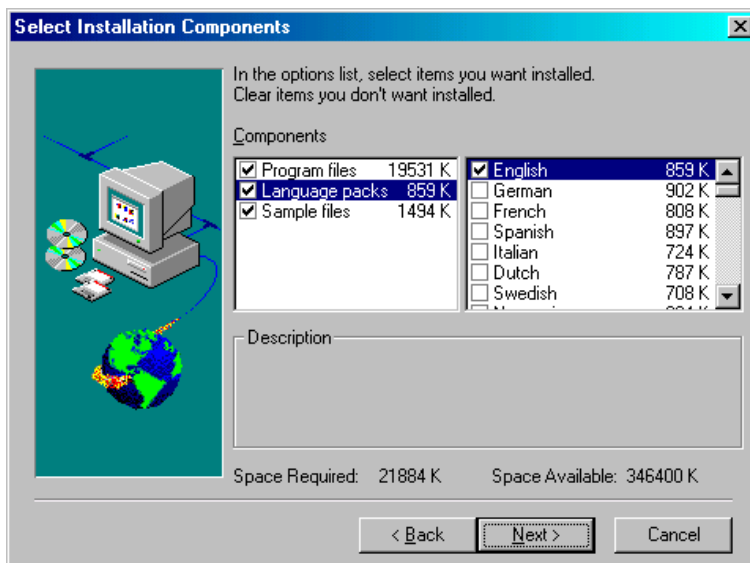 Select Installation Components
In the options list, select items you want installed.
Clear items you don't want installed.
Components
Program files 19531 K
Language packs 859 K
Sample files 1494 K
English 859 K
German 902 K
French 808 K
Spanish 897 K
Italian 724 K
Dutch 787 K
Swedish 708 K
Description
Space Required: 21884 K Space Available: 346400 K
< Back Next > Cancel